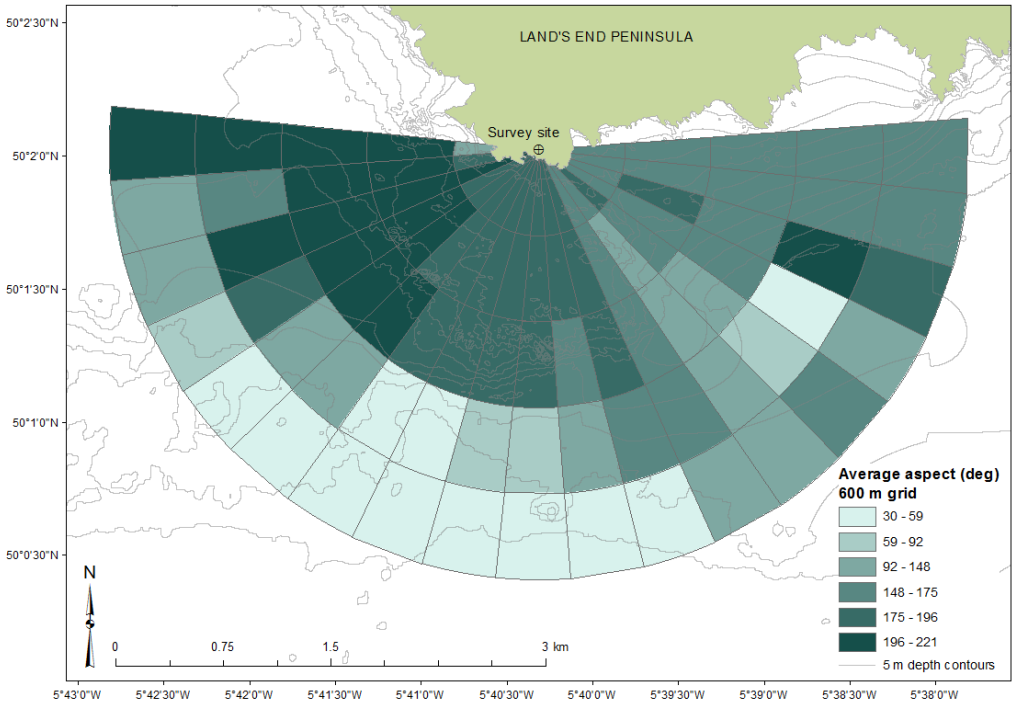 50°2'30"N
LAND'S END PENINSULA
Survey site
50°2'0"N
50°1'30"N
50°1'0"N
50°0'30"N
Average aspect (deg)
600 m grid
30 - 59
59 - 92
92 - 148
148 - 175
175 - 196
196 - 221
5 m depth contours
N
0 0.75 1.5 3 km
5°43'0"W 5°42'30"W 5°42'0"W 5°41'30"W 5°41'0"W 5°40'30"W 5°40'0"W 5°39'30"W 5°39'0"W 5°38'30"W 5°38'0"W